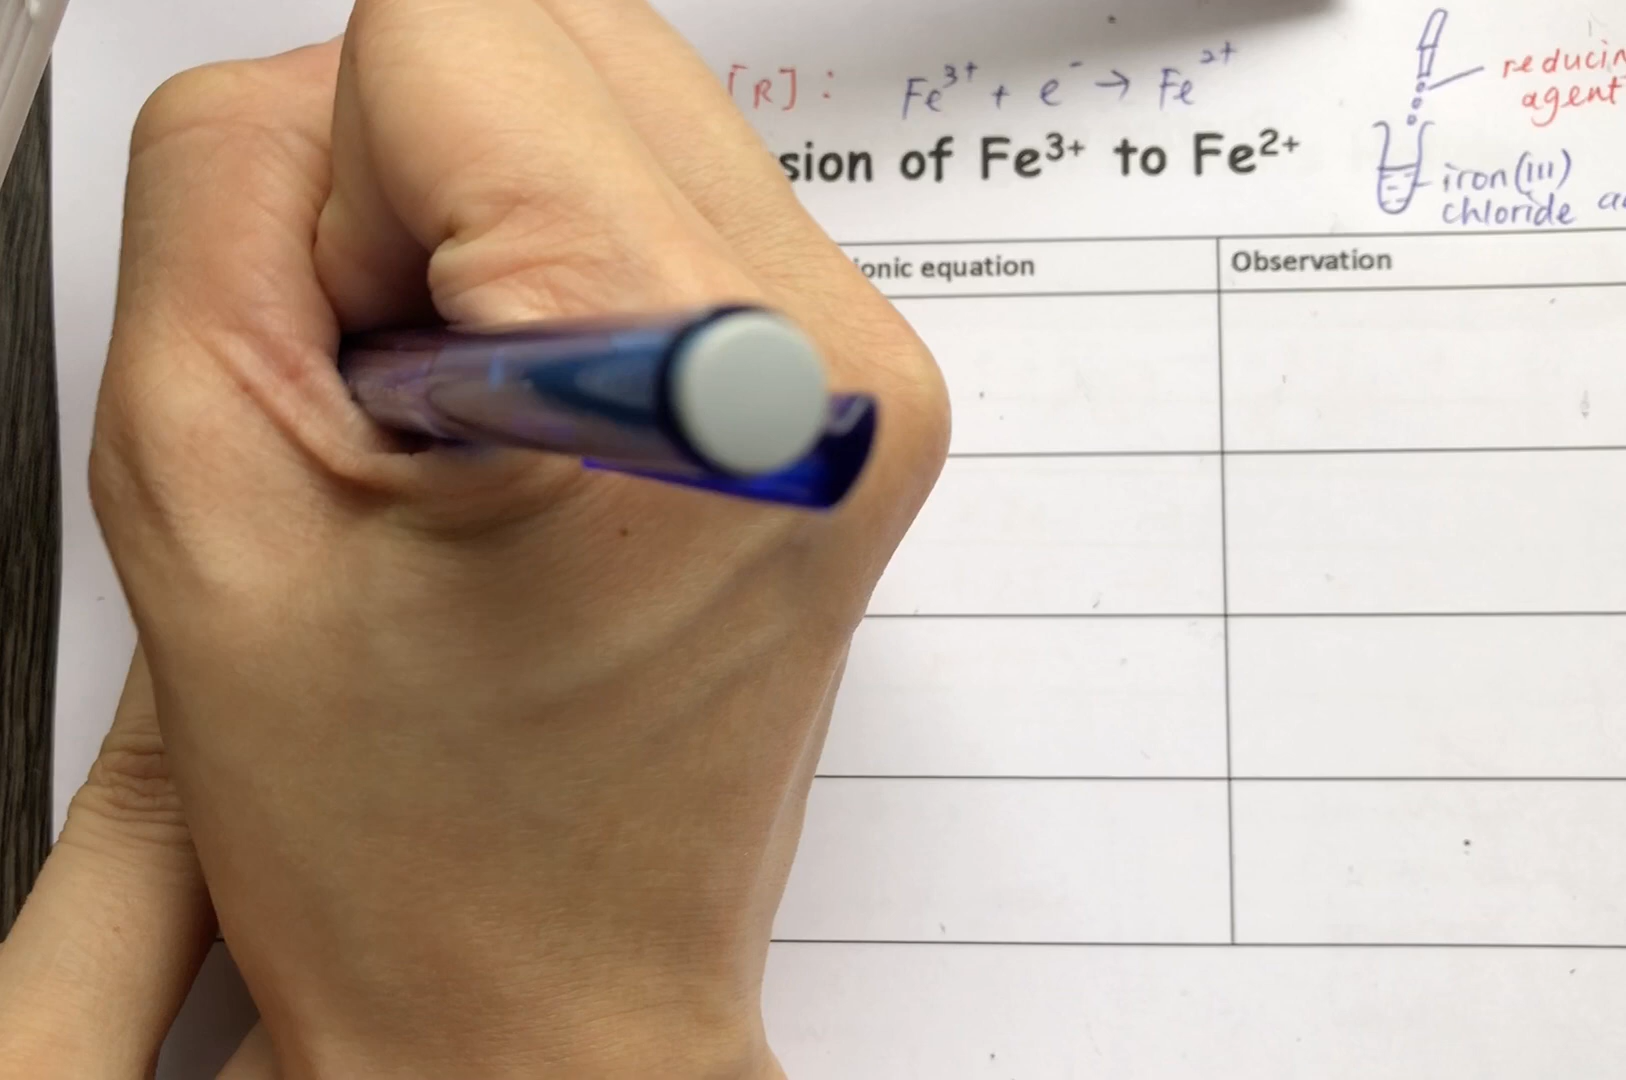 [R] : Fe³⁺ + e⁻ → Fe²⁺
reducin
agent
sion of Fe³⁺ to Fe²⁺
iron(III)
chloride
ionic equation Observation